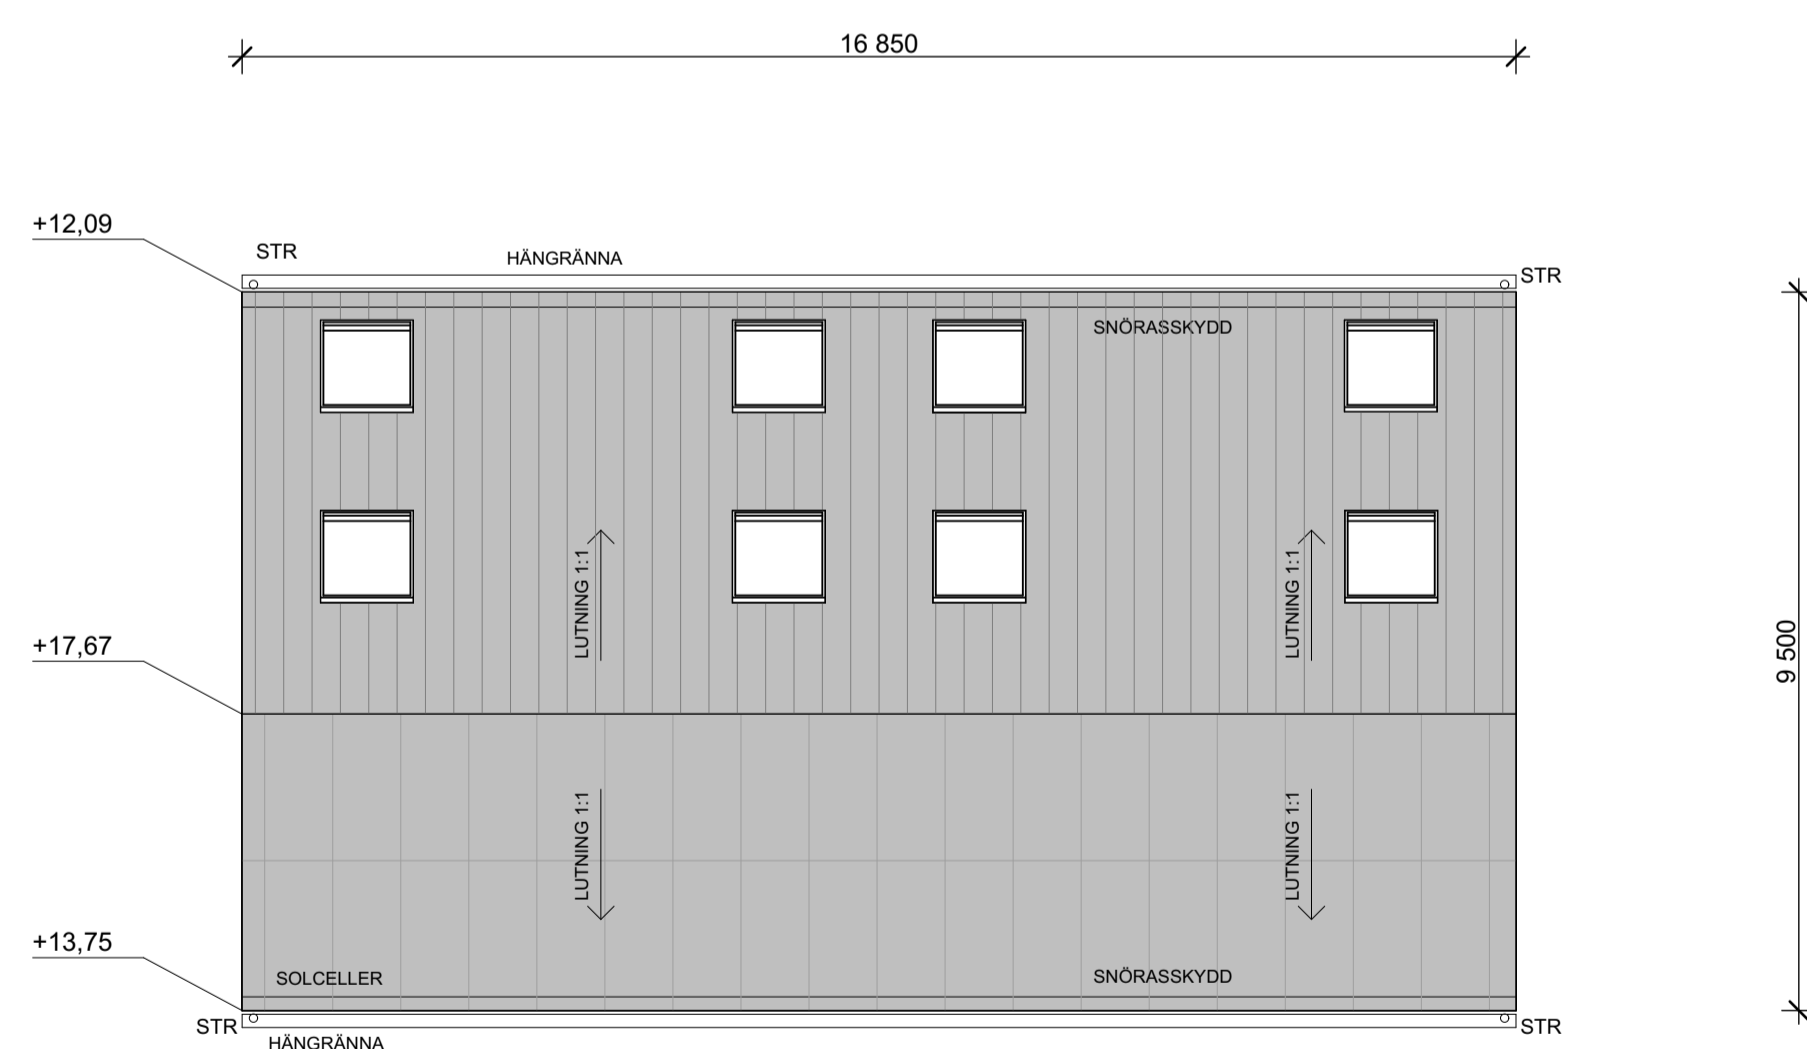 16 850
+12,09
STR
HÄNGRÄNNA
STR
SNÖRASSKYDD
LUTNING 1:1
LUTNING 1:1
+17,67
9 500
LUTNING 1:1
LUTNING 1:1
+13,75
SOLCELLER
SNÖRASSKYDD
STR
STR
HÄNGRÄNNA